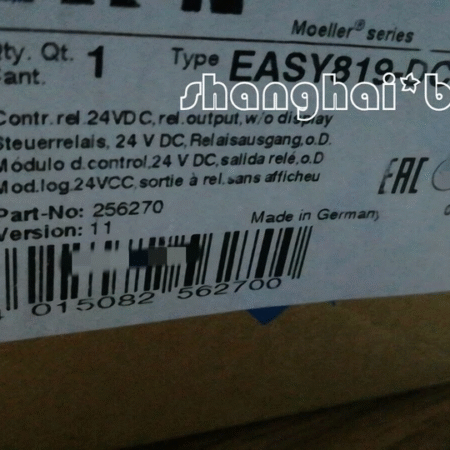 Moeller® series
Qty. Qt. 1 Type EASY819-DC
Cant.
shanghai*b
Contr.rel.24VDC,rel.output,w/o display
Steuerrelais, 24 V DC,Relaisausgang,o.D.
Módulo d.control,24 V DC,salida relé,o.D
Mod.log.24VCC,sortie à rel.sans afficheu
EAC
Part-No: 256270
Made in Germany
Version: 11
4 015082 562700